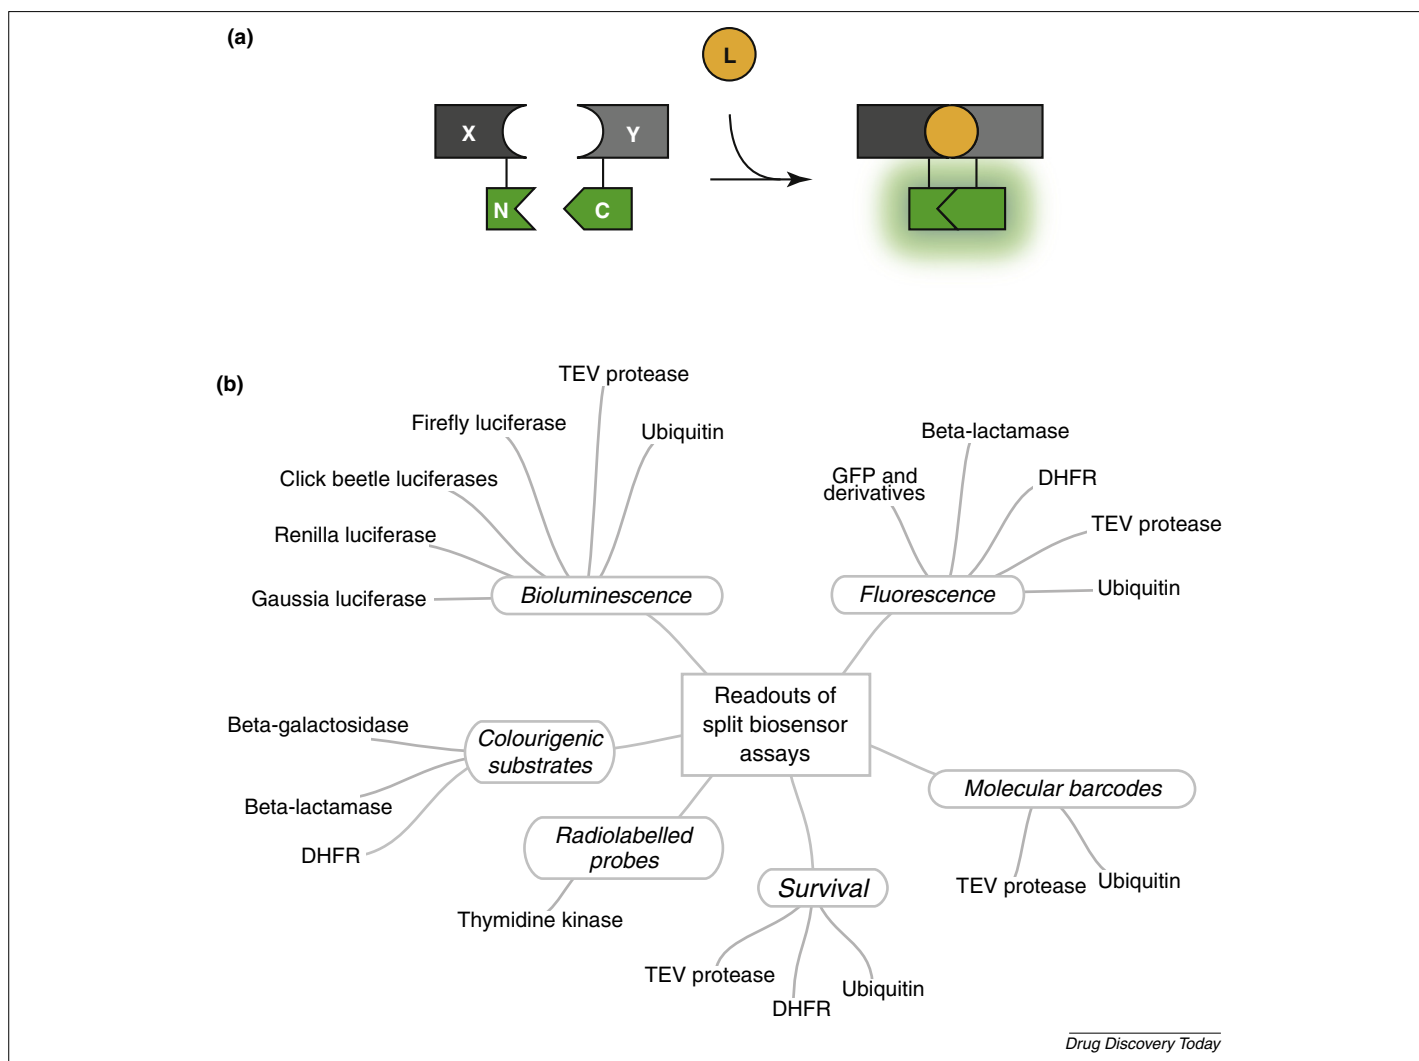 (a)
L
X
Y
N
C
(b)
TEV protease
Firefly luciferase
Ubiquitin
Click beetle luciferases
Renilla luciferase
Gaussia luciferase
Bioluminescence
Beta-lactamase
GFP and
derivatives
DHFR
TEV protease
Ubiquitin
Fluorescence
Readouts of
split biosensor
assays
Beta-galactosidase
Colourigenic
substrates
Beta-lactamase
DHFR
Radiolabelled
probes
Thymidine kinase
Survival
TEV protease
DHFR
Ubiquitin
Molecular barcodes
TEV protease
Ubiquitin
Drug Discovery Today